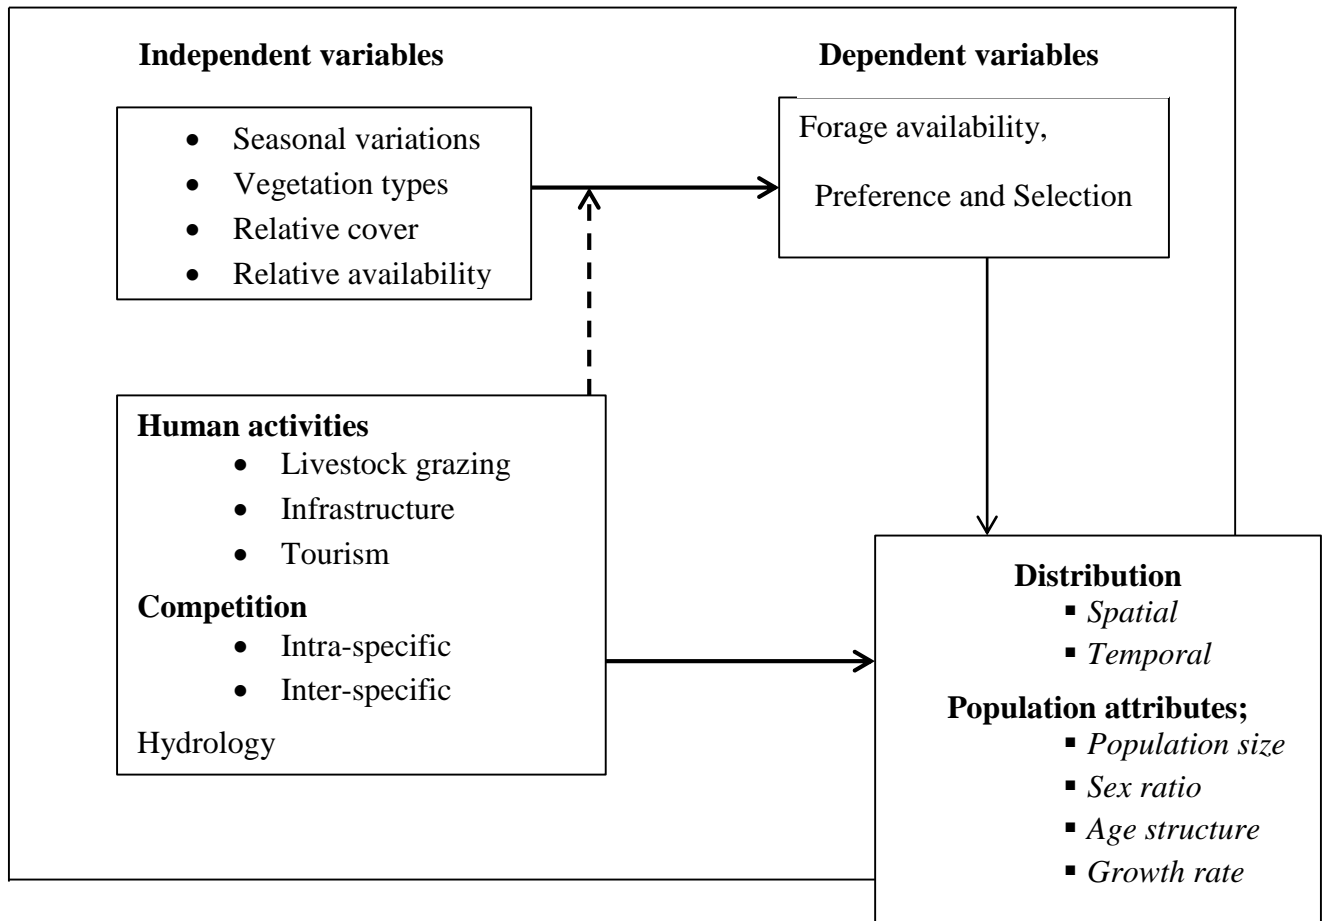 Independent variables
Dependent variables
• Seasonal variations
• Vegetation types
• Relative cover
• Relative availability
Forage availability,
Preference and Selection
Human activities
• Livestock grazing
• Infrastructure
• Tourism
Competition
• Intra-specific
• Inter-specific
Hydrology
Distribution
▪ Spatial
▪ Temporal
Population attributes;
▪ Population size
▪ Sex ratio
▪ Age structure
▪ Growth rate